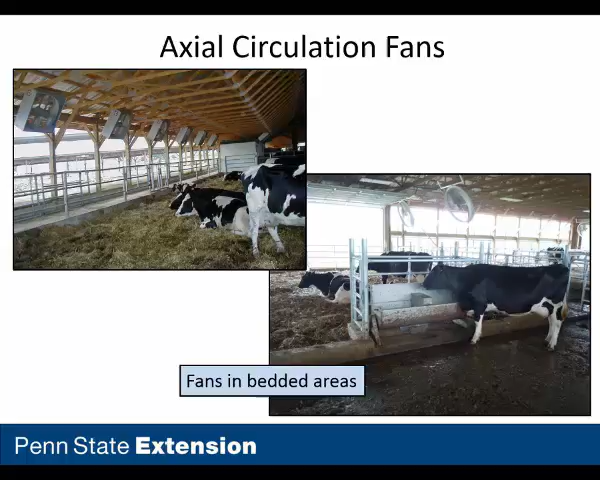 Axial Circulation Fans
Fans in bedded areas
Penn State Extension